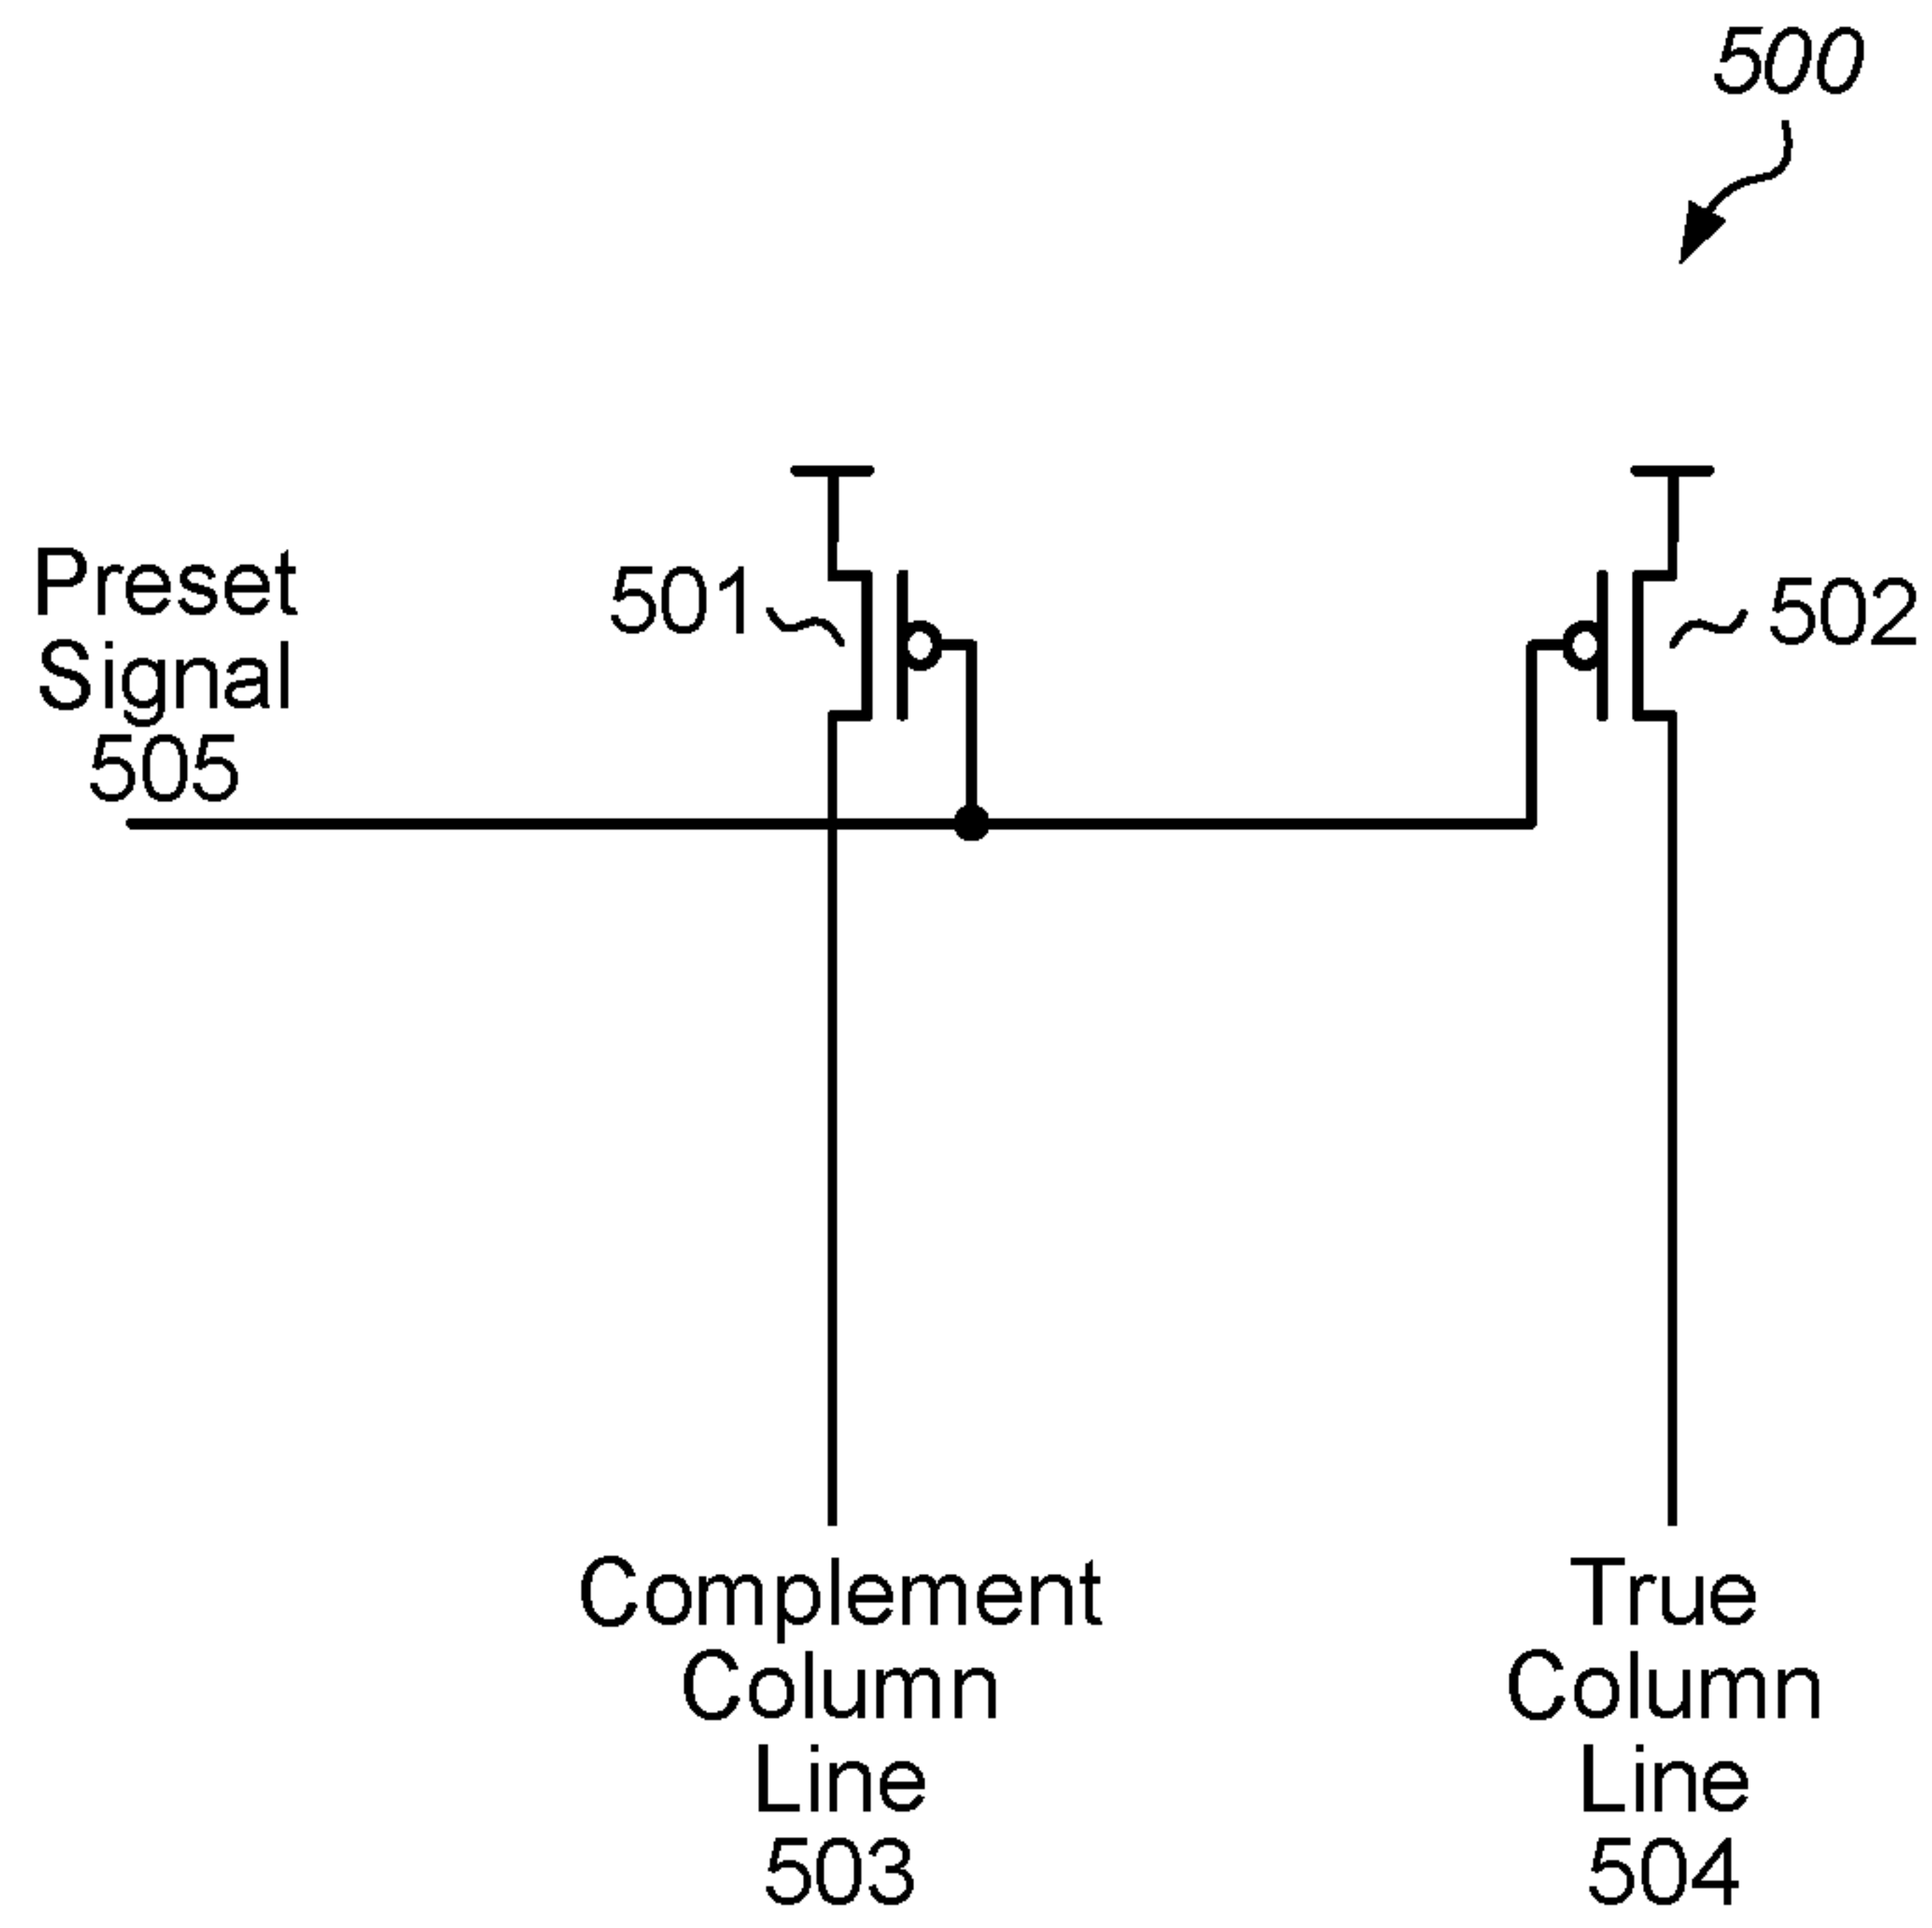 500
Preset
Signal
505
501
502
Complement
Column
Line
503
True
Column
Line
504